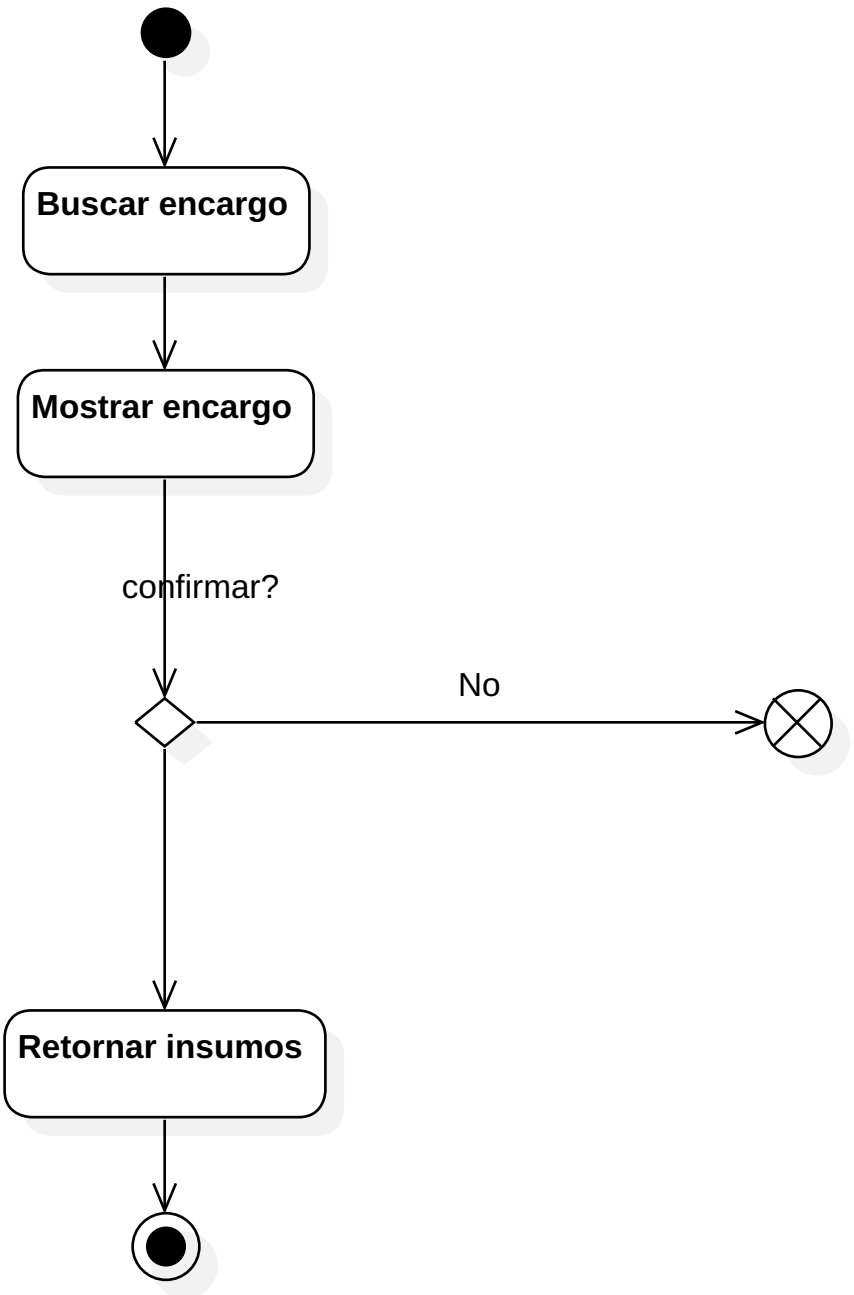 Buscar encargo
Mostrar encargo
confirmar?
No
Retornar insumos